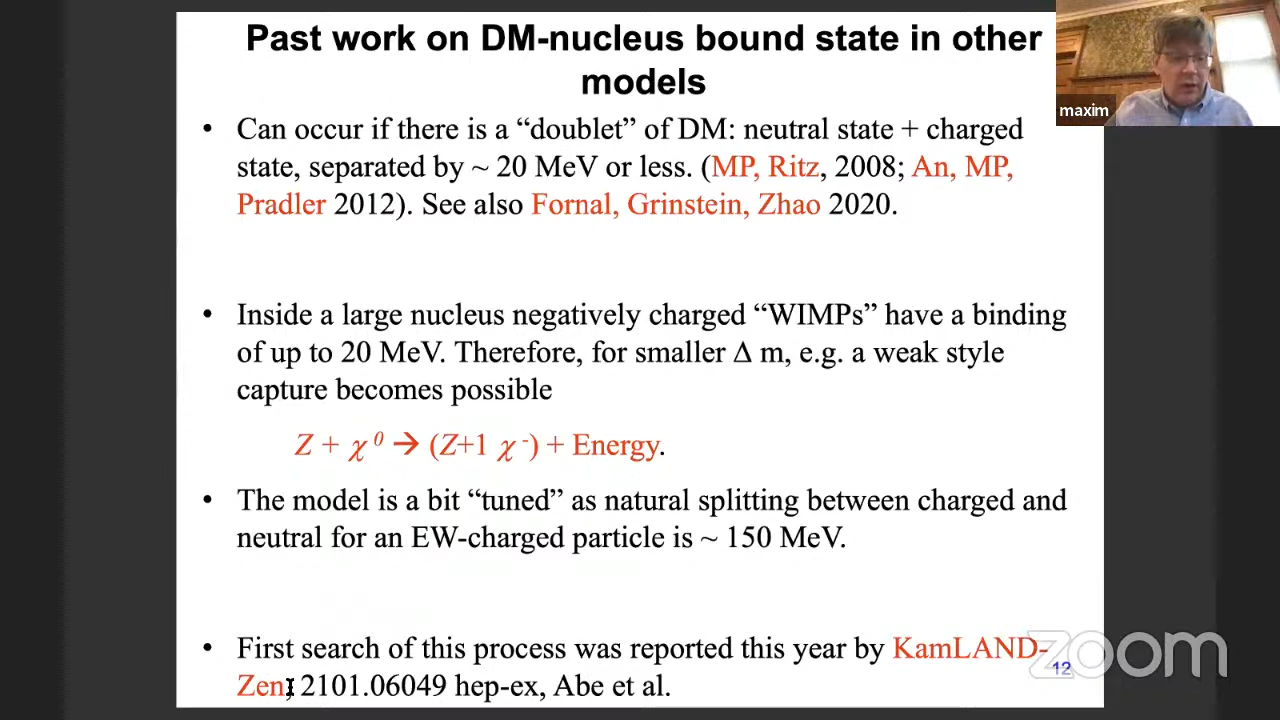 Past work on DM-nucleus bound state in other
models
maxim
• Can occur if there is a “doublet” of DM: neutral state + charged
state, separated by ~ 20 MeV or less. (MP, Ritz, 2008; An, MP,
Pradler 2012). See also Fornal, Grinstein, Zhao 2020.
• Inside a large nucleus negatively charged “WIMPs” have a binding
of up to 20 MeV. Therefore, for smaller Δ m, e.g. a weak style
capture becomes possible
Z + χ⁰ → (Z+1 χ⁻) + Energy.
• The model is a bit “tuned” as natural splitting between charged and
neutral for an EW-charged particle is ~ 150 MeV.
• First search of this process was reported this year by KamLAND-
Zen, 2101.06049 hep-ex, Abe et al.
12
zoom